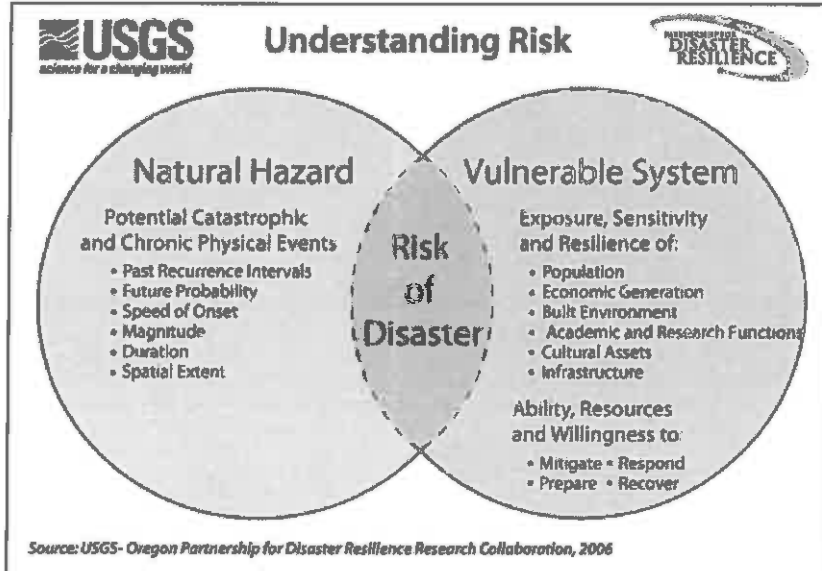 USGS
science for a changing world
Understanding Risk
PARTNERSHIP FOR
DISASTER
RESILIENCE
Natural Hazard
Potential Catastrophic
and Chronic Physical Events
• Past Recurrence Intervals
• Future Probability
• Speed of Onset
• Magnitude
• Duration
• Spatial Extent
Risk
of
Disaster
Vulnerable System
Exposure, Sensitivity
and Resilience of:
• Population
• Economic Generation
• Built Environment
• Academic and Research Functions
• Cultural Assets
• Infrastructure
Ability, Resources
and Willingness to:
• Mitigate • Respond
• Prepare • Recover
Source: USGS- Oregon Partnership for Disaster Resilience Research Collaboration, 2006